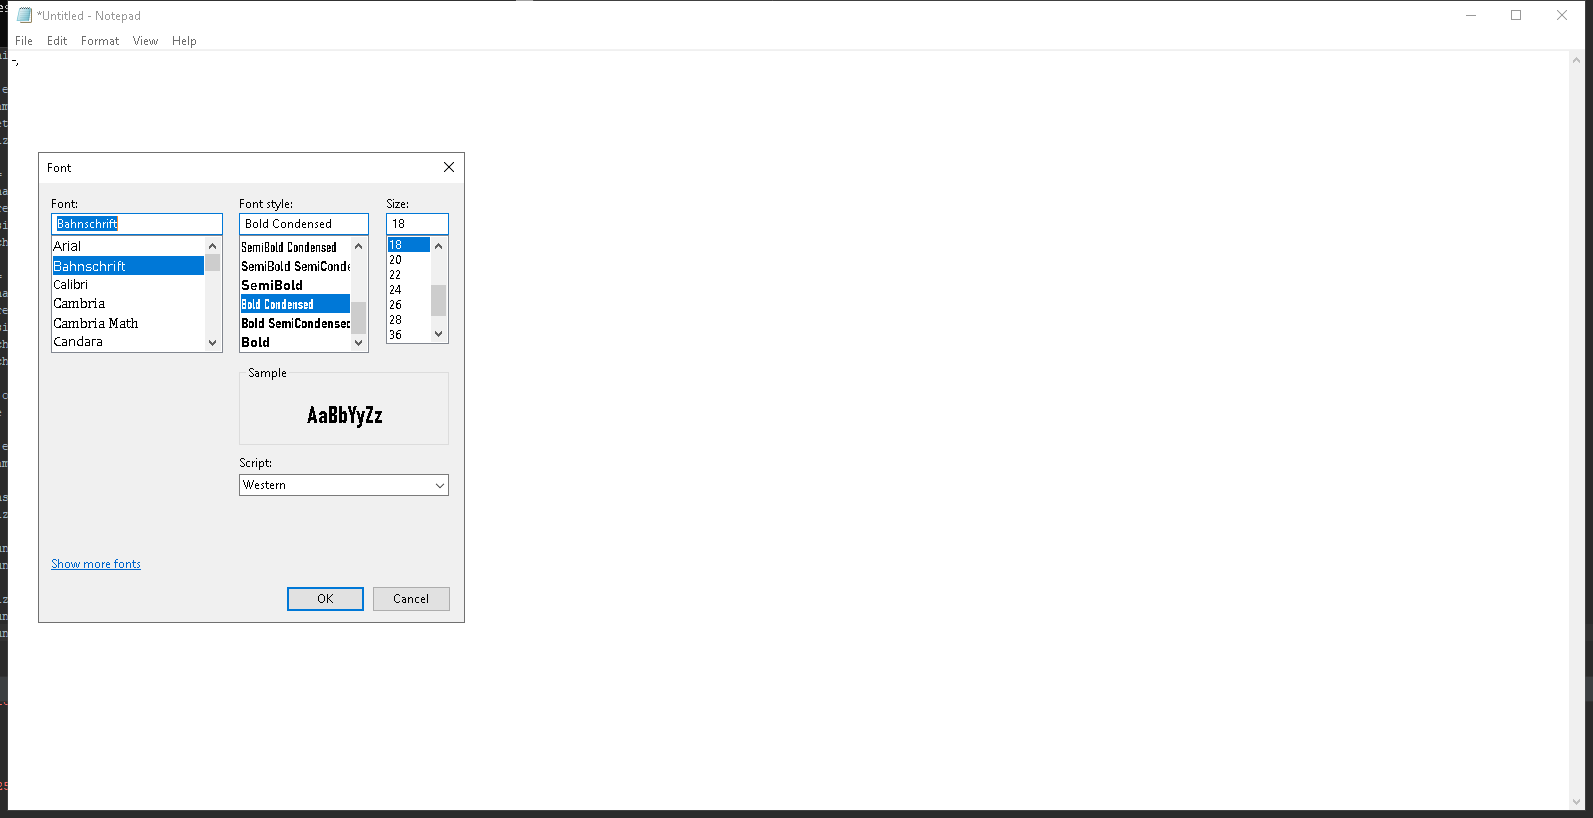 *Untitled - Notepad
File Edit Format View Help
-,
Font
Font: Font style: Size:
Bahnschrift Bold Condensed 18
Arial SemiBold Condensed 18
Bahnschrift SemiBold SemiConde 20
Calibri SemiBold 22
Cambria Bold Condensed 24
Cambria Math Bold SemiCondensed 26
Candara Bold 28
36
Sample
AaBbYyZz
Script:
Western
Show more fonts
OK Cancel